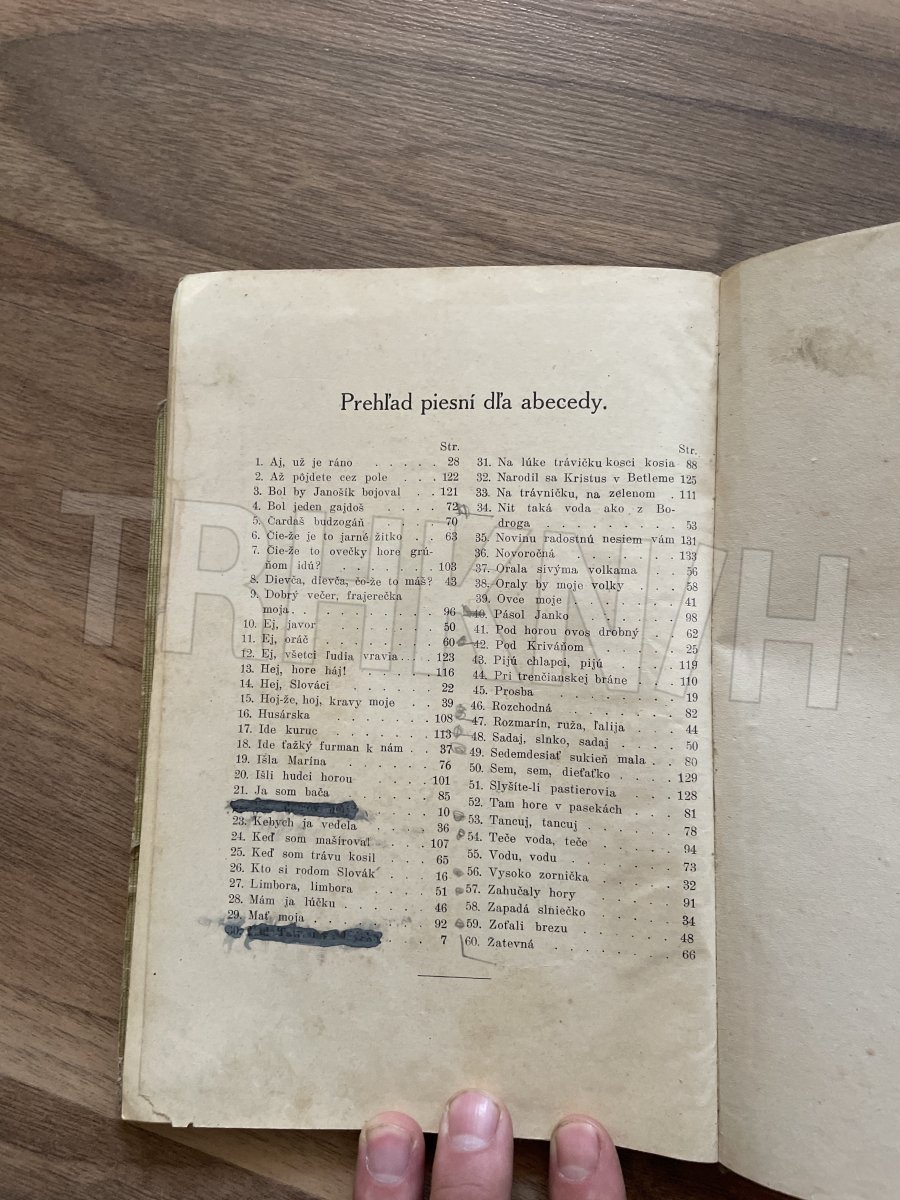 Prehľad piesní dľa abecedy.
Str.
1. Aj, už je ráno . . . . . 28
2. Až pôjdete cez pole . . . 122
3. Bol by Janošík bojoval . . 121
4. Bol jeden gajdoš . . . . 72
5. Čardaš budzogáň . . . . 70
6. Čie-že je to jarné žitko . . 63
7. Čie-že to ovečky hore grú-
ňom idú? . . . . . . 103
8. Dievča, dievča, čo-že to máš? 43
9. Dobrý večer, frajerečka
moja . . . . . . . . 96
10. Ej, javor . . . . . . 50
11. Ej, oráč . . . . . . 60
12. Ej, všetci ľudia vravia . . . 123
13. Hej, hore háj! . . . . . 116
14. Hej, Slováci . . . . . . 22
15. Hoj-že, hoj, kravy moje . . 39
16. Husárska . . . . . . 108
17. Ide kuruc . . . . . . 113
18. Ide ťažký furman k nám . . 37
19. Išla Marína . . . . . . 76
20. Išli hudci horou . . . . . 101
21. Ja som bača . . . . . . 85
10
23. Kebych ja vedela . . . . 36
24. Keď som mašíroval . . . 107
25. Keď som trávu kosil . . . 65
26. Kto si rodom Slovák . . . 16
27. Limbora, limbora . . . . 51
28. Mám ja lúčku . . . . . 46
29. Mať moja . . . . . . 92
7
Str.
31. Na lúke trávičku kosci kosia 88
32. Narodil sa Kristus v Betleme 125
33. Na trávničku, na zelenom . 111
34. Nit taká voda ako z Bo-
droga . . . . . . . 53
35. Novinu radostnú nesiem vám 131
36. Novoročná . . . . . . 133
37. Orala sivýma volkama . . . 56
38. Oraly by moje volky . . . 58
39. Ovce moje . . . . . . 41
40. Pásol Janko . . . . . . 98
41. Pod horou ovos drobný . . 62
42. Pod Kriváňom . . . . . 25
43. Pijú chlapci, pijú . . . . 119
44. Pri trenčianskej bráne . . . 110
45. Prosba . . . . . . . 19
46. Rozchodná . . . . . . 82
47. Rozmarín, ruža, ľalija . . . 44
48. Sadaj, slnko, sadaj . . . . 50
49. Sedemdesiať sukieň mala . . 80
50. Sem, sem, dieťaťko . . . . 129
51. Slyšíte-li pastierovia . . . 128
52. Tam hore v pasekách . . . 81
53. Tancuj, tancuj . . . . . 78
54. Teče voda, teče . . . . . 94
55. Vodu, vodu . . . . . . 73
56. Vysoko zornička . . . . 32
57. Zahučaly hory . . . . . 91
58. Zapadá slniečko . . . . 34
59. Zoťali brezu . . . . . 48
60. Žatevná . . . . . . 66
TRHKNIH